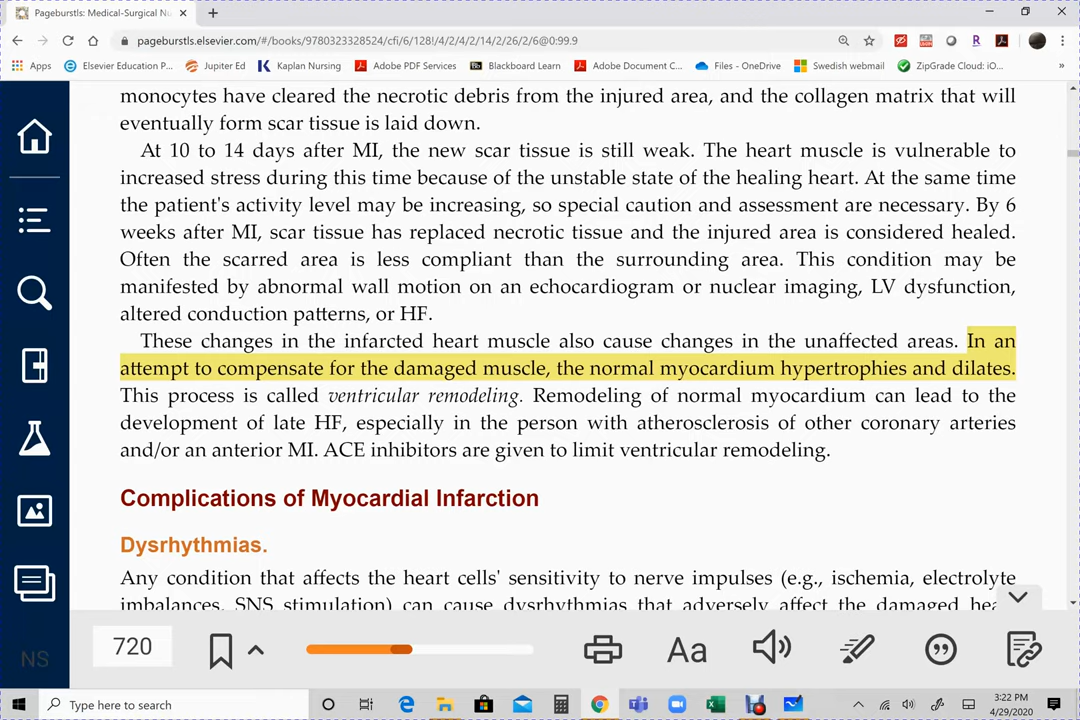 Pageburstls: Medical-Surgical Nu
pageburstls.elsevier.com/#/books/9780323328524/cfi/6/128!/4/2/4/2/14/2/26/2/6@0:99.9
Apps
Elsevier Education P...
Jupiter Ed
Kaplan Nursing
Adobe PDF Services
Blackboard Learn
Adobe Document C...
Files - OneDrive
Swedish webmail
ZipGrade Cloud: iO...
»
monocytes have cleared the necrotic debris from the injured area, and the collagen matrix that will
eventually form scar tissue is laid down.
At 10 to 14 days after MI, the new scar tissue is still weak. The heart muscle is vulnerable to
increased stress during this time because of the unstable state of the healing heart. At the same time
the patient's activity level may be increasing, so special caution and assessment are necessary. By 6
weeks after MI, scar tissue has replaced necrotic tissue and the injured area is considered healed.
Often the scarred area is less compliant than the surrounding area. This condition may be
manifested by abnormal wall motion on an echocardiogram or nuclear imaging, LV dysfunction,
altered conduction patterns, or HF.
These changes in the infarcted heart muscle also cause changes in the unaffected areas. In an
attempt to compensate for the damaged muscle, the normal myocardium hypertrophies and dilates.
This process is called ventricular remodeling. Remodeling of normal myocardium can lead to the
development of late HF, especially in the person with atherosclerosis of other coronary arteries
and/or an anterior MI. ACE inhibitors are given to limit ventricular remodeling.
Complications of Myocardial Infarction
Dysrhythmias.
Any condition that affects the heart cells' sensitivity to nerve impulses (e.g., ischemia, electrolyte
imbalances, SNS stimulation) can cause dysrhythmias that adversely affect the damaged
NS
720
Aa
Type here to search
3:22 PM
4/29/2020